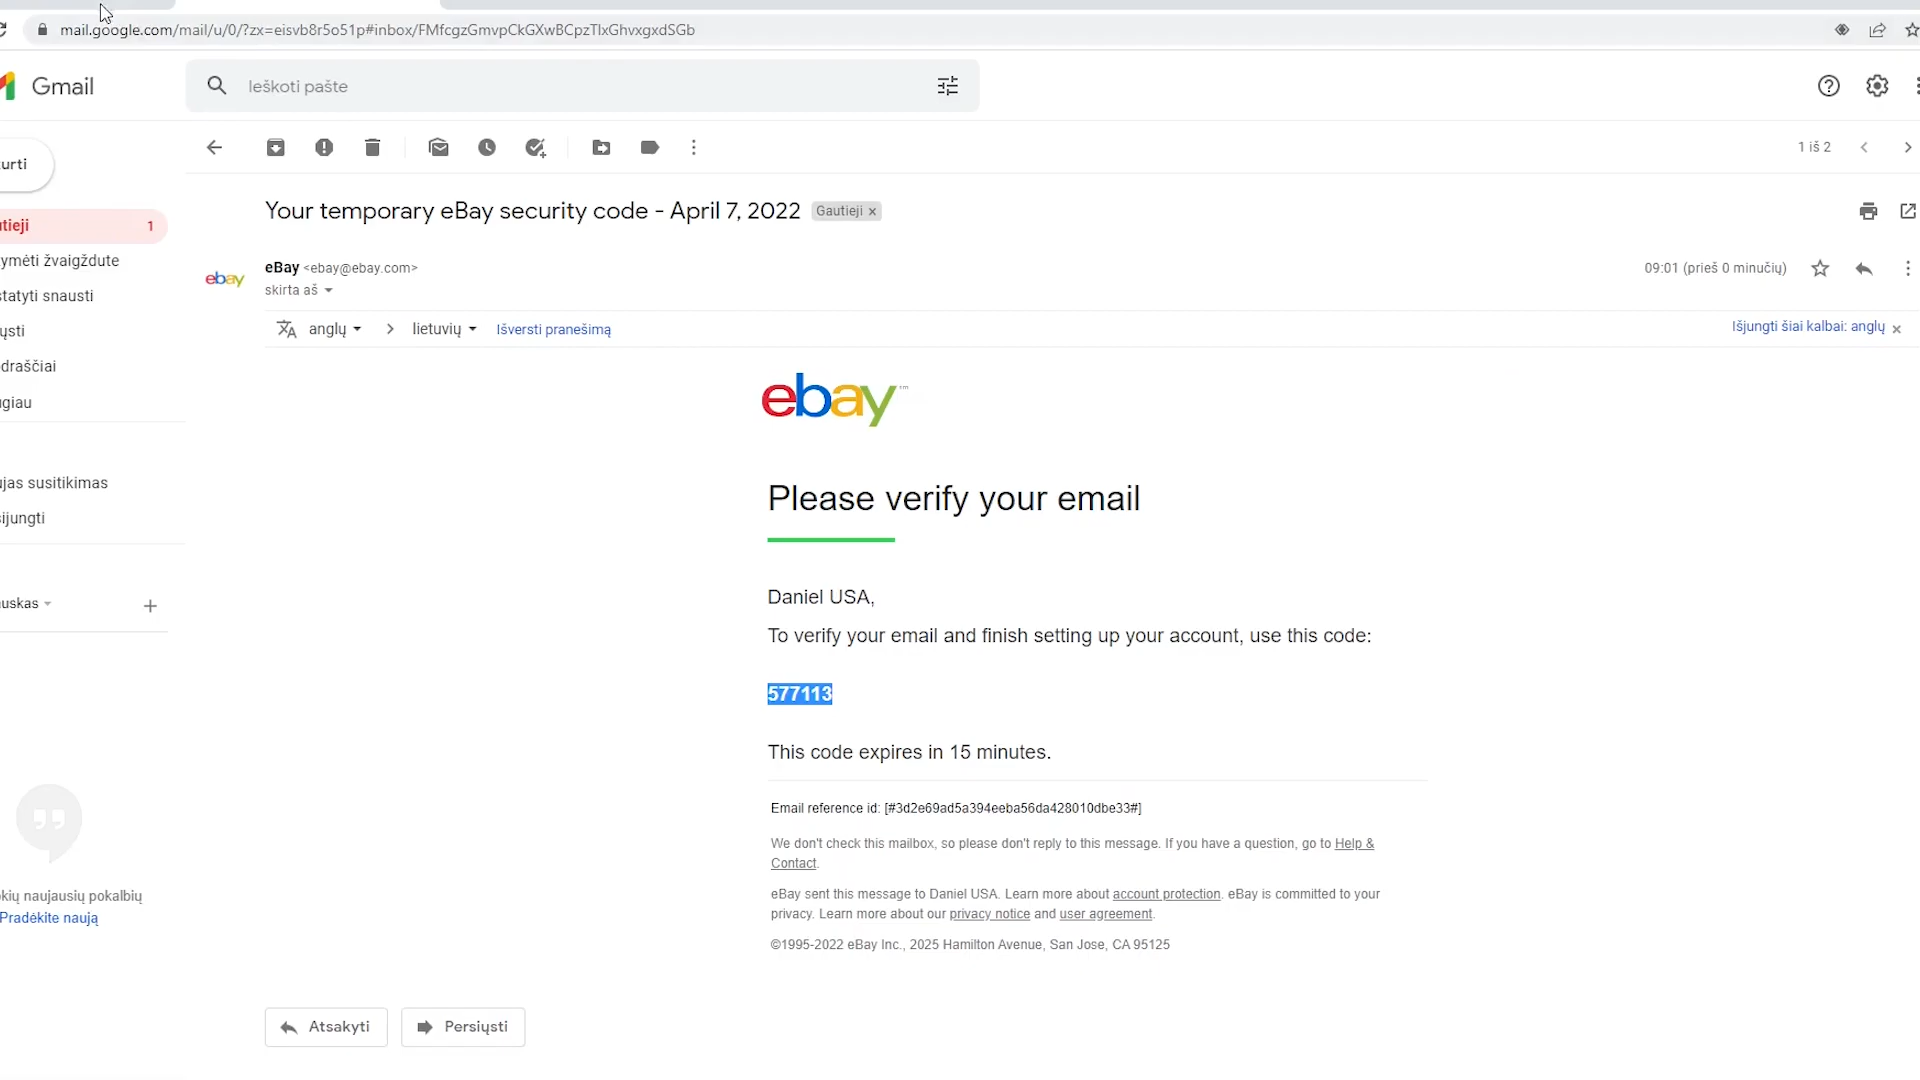 mail.google.com/mail/u/0/?zx=eisvb8r5o51p#inbox/FMfcgzGmvpCkGXwBCpzTlxGhvxgxdSGb
Gmail
Ieškoti pašte
urti
1 iš 2
tieji
1
Your temporary eBay security code - April 7, 2022
Gautieji ×
ymėti žvaigždute
statyti snausti
ųsti
draščiai
giau
ebay
eBay <ebay@ebay.com>
09:01 (prieš 0 minučių)
skirta aš
anglų
lietuvių
Išversti pranešimą
Išjungti šiai kalbai: anglų ×
ebay™
Please verify your email
jas susitikimas
sijungti
Daniel USA,
To verify your email and finish setting up your account, use this code:
uskas
577113
This code expires in 15 minutes.
Email reference id: [#3d2e69ad5a394eeba56da428010dbe33#]
We don't check this mailbox, so please don't reply to this message. If you have a question, go to Help &
Contact.
eBay sent this message to Daniel USA. Learn more about account protection. eBay is committed to your
privacy. Learn more about our privacy notice and user agreement.
©1995-2022 eBay Inc., 2025 Hamilton Avenue, San Jose, CA 95125
kių naujausių pokalbių
Pradėkite naują
Atsakyti
Persiųsti